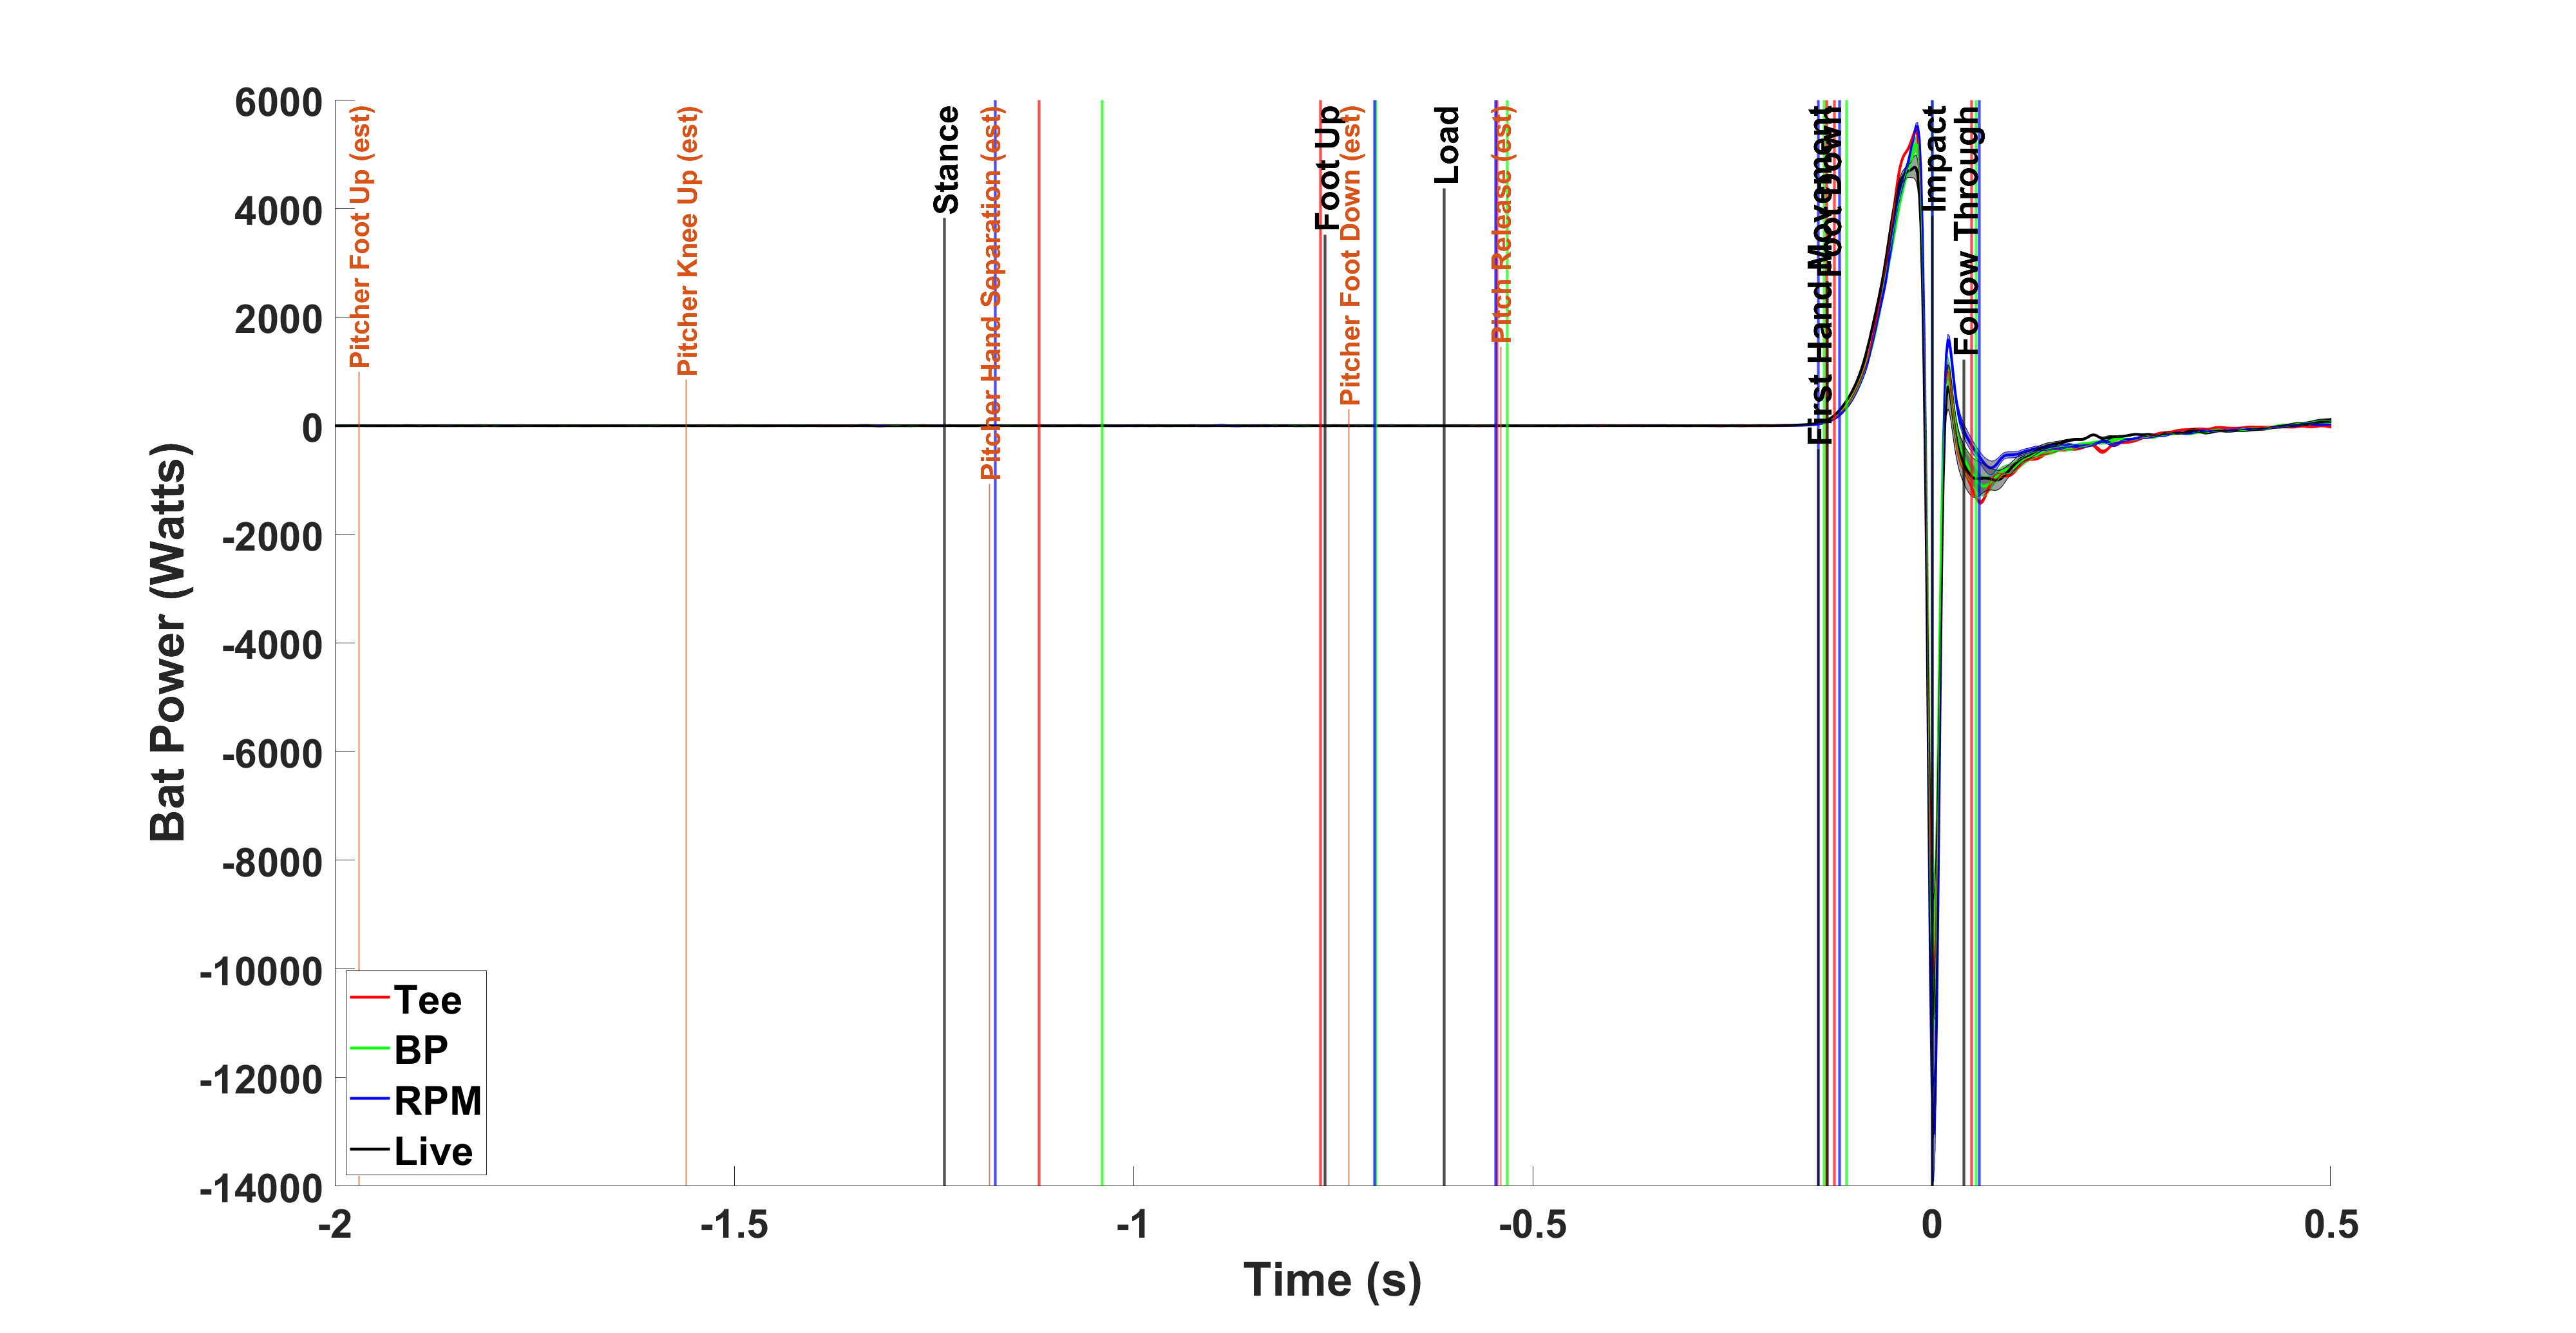 6000
4000
2000
0
-2000
-4000
-6000
-8000
-10000
-12000
-14000
Bat Power (Watts)
Pitcher Foot Up (est)
Pitcher Knee Up (est)
Stance
Pitcher Hand Separation (est)
Foot Up
Pitcher Foot Down (est)
Load
Pitch Release (est)
First Hand Movement
Foot Down
Impact
Follow Through
Tee
BP
RPM
Live
-2
-1.5
-1
-0.5
0
0.5
Time (s)